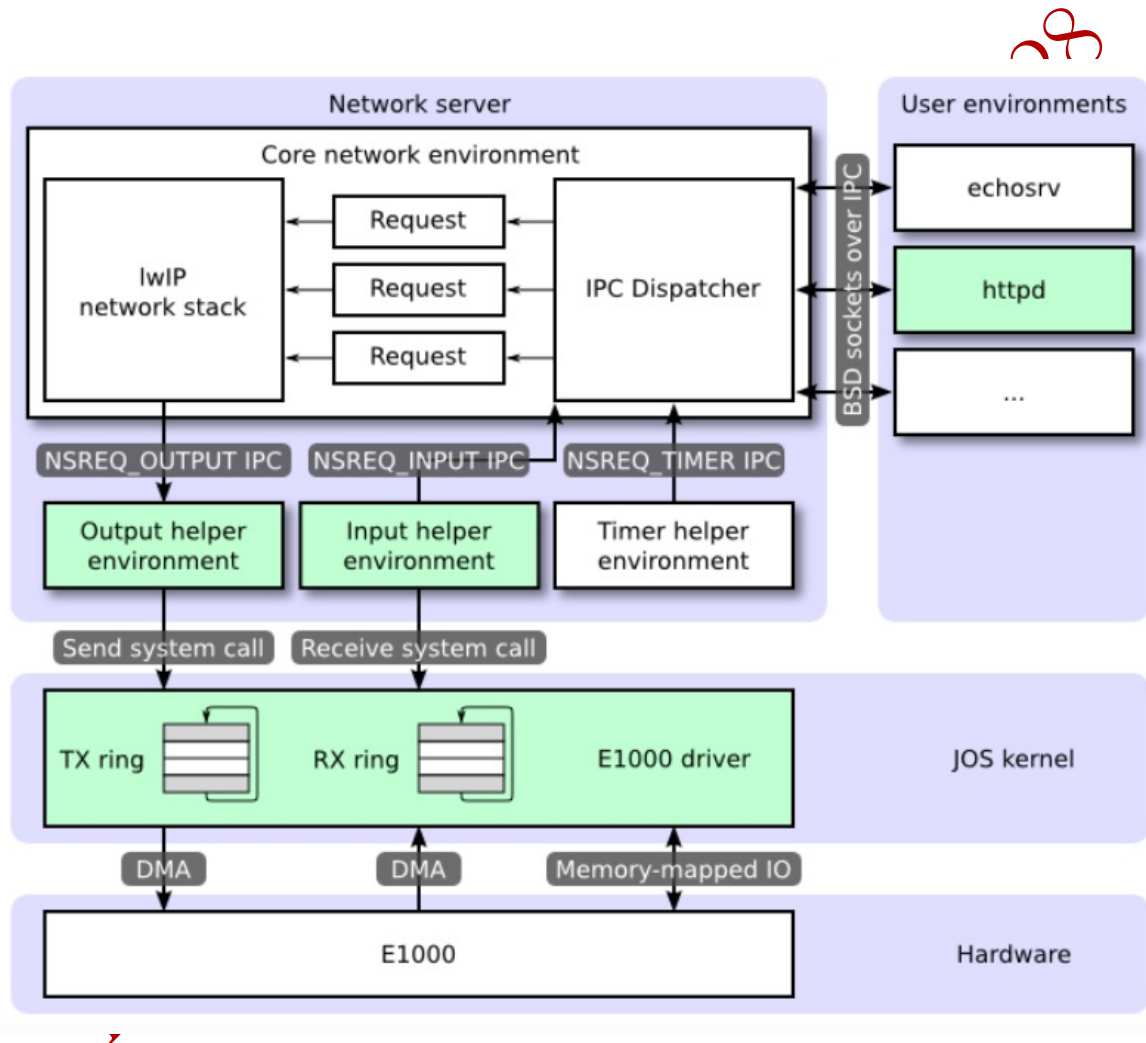 Network server
User environments
Core network environment
lwIP
network stack
Request
Request
Request
IPC Dispatcher
BSD sockets over IPC
echosrv
httpd
...
NSREQ_OUTPUT IPC
NSREQ_INPUT IPC
NSREQ_TIMER IPC
Output helper
environment
Input helper
environment
Timer helper
environment
Send system call
Receive system call
TX ring
RX ring
E1000 driver
JOS kernel
DMA
DMA
Memory-mapped IO
E1000
Hardware